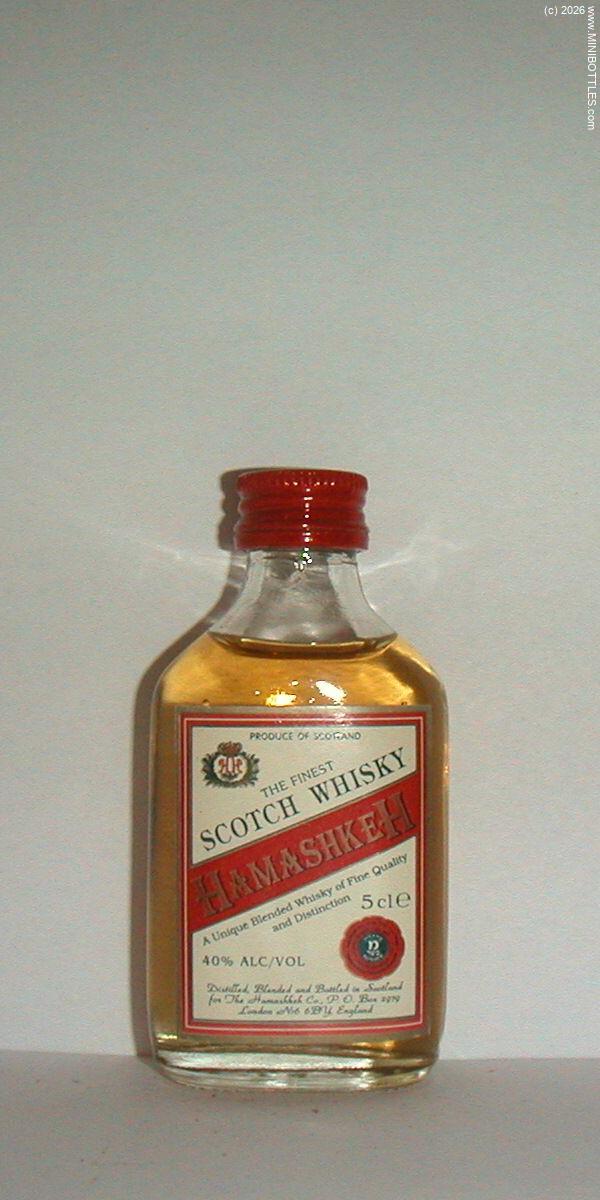 (c) 2026 www.MINIBOTTLES.com
PRODUCE OF SCOTLAND
THE FINEST
SCOTCH WHISKY
HAMASHKEH
A Unique Blended Whisky of Fine Quality
and Distinction
5cl℮
40% ALC/VOL
Distilled, Blended and Bottled in Scotland
for The Hamashkeh Co., P. O. Box 2979
London N16 6BY, England